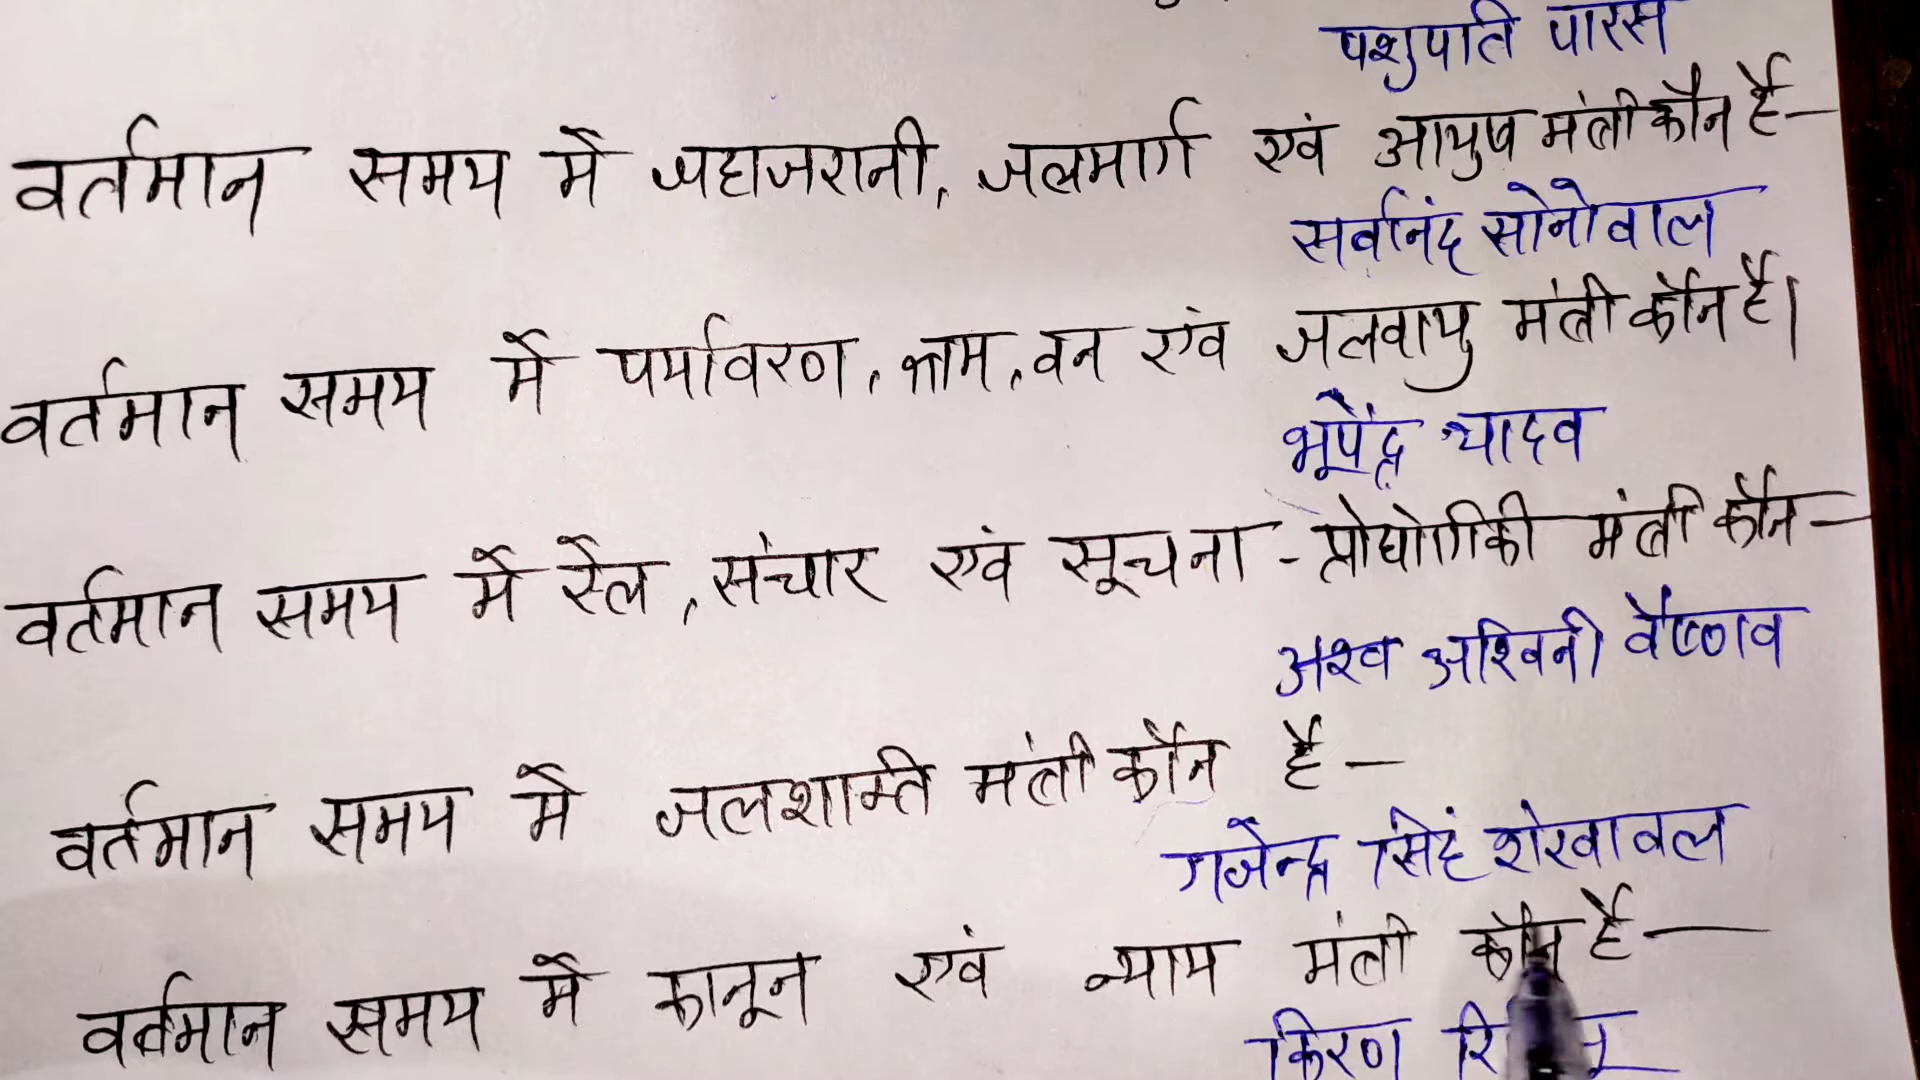 पशुपति पारस
वर्तमान समय में जहाजरानी, जलमार्ग एवं आयुष मंत्री कौन है-
सर्वानंद सोनोवाल
वर्तमान समय में पर्यावरण, श्रम, वन एवं जलवायु मंत्री कौन है।
भूपेंद्र यादव
वर्तमान समय में रेल, संचार एवं सूचना-प्रोद्योगिकी मंत्री कौन-
अश्व अश्विनी वैष्णव
वर्तमान समय में जलशक्ति मंत्री कौन है-
गजेन्द्र सिंह शेखावत
वर्तमान समय में कानून एवं न्याय मंत्री कौन है-
किरण